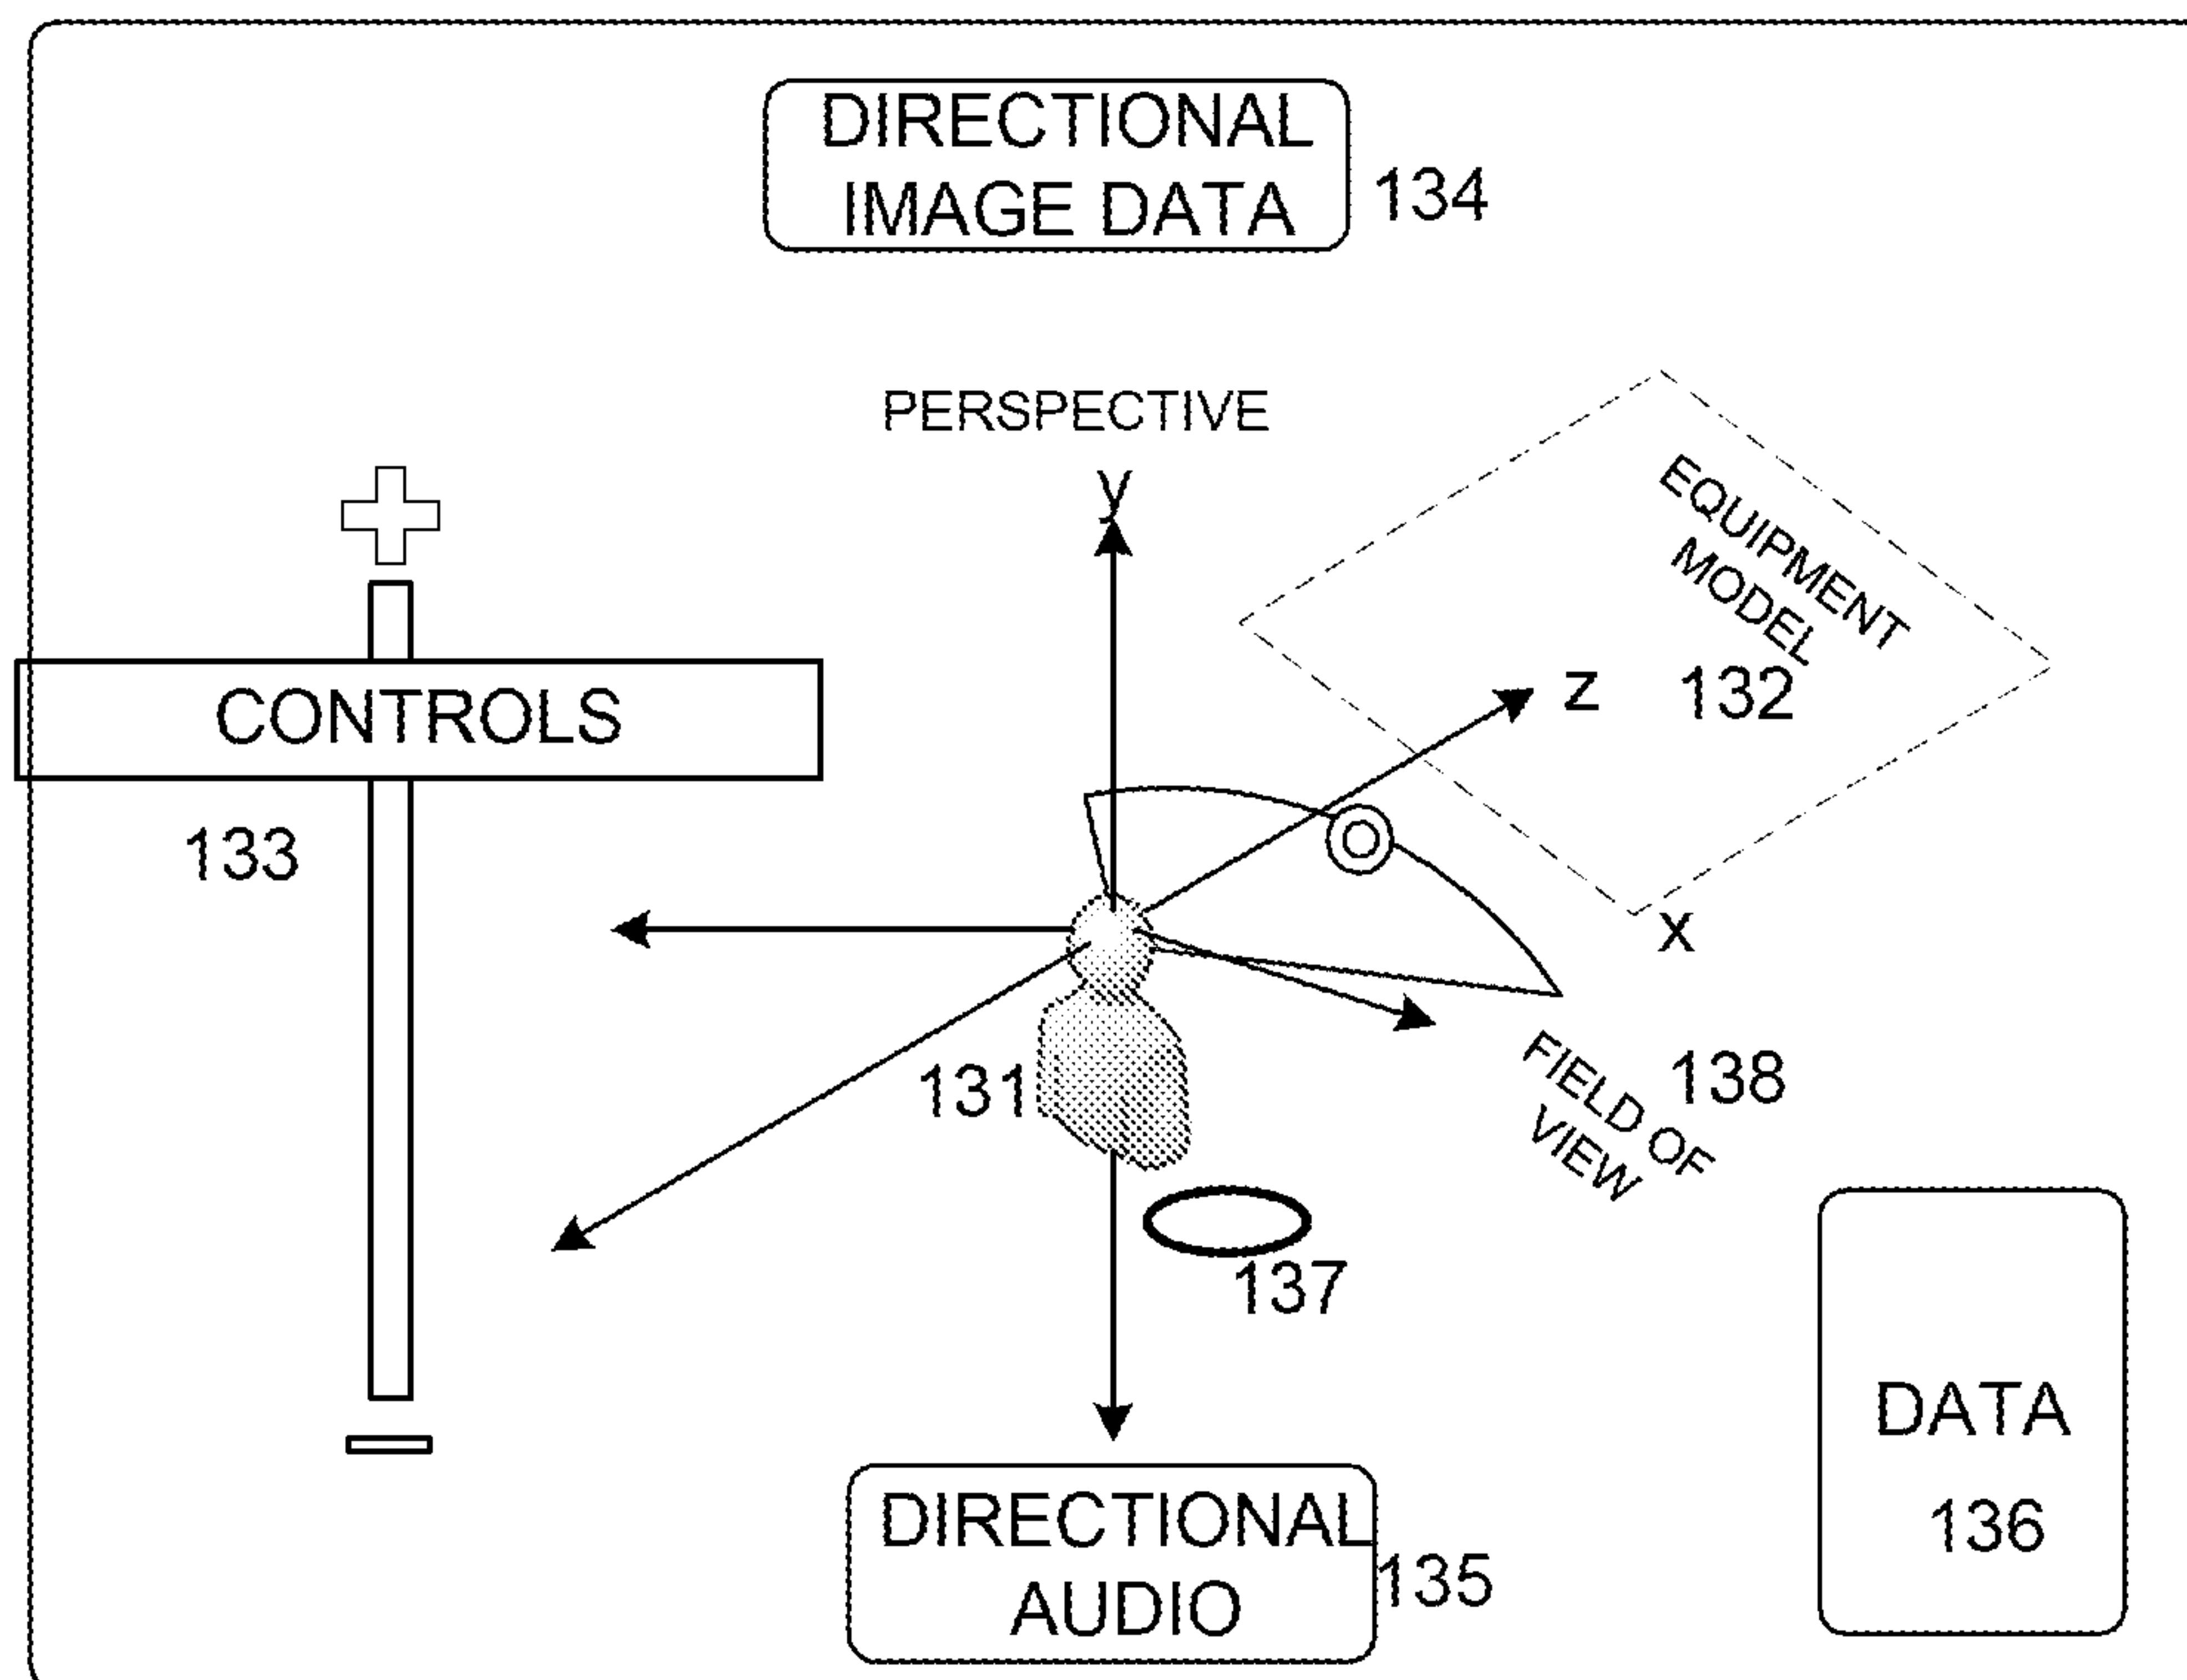 DIRECTIONAL
IMAGE DATA
134
PERSPECTIVE
y
EQUIPMENT
MODEL
132
z
CONTROLS
133
x
131
138
FIELD OF
VIEW
137
DATA
136
DIRECTIONAL
AUDIO
135